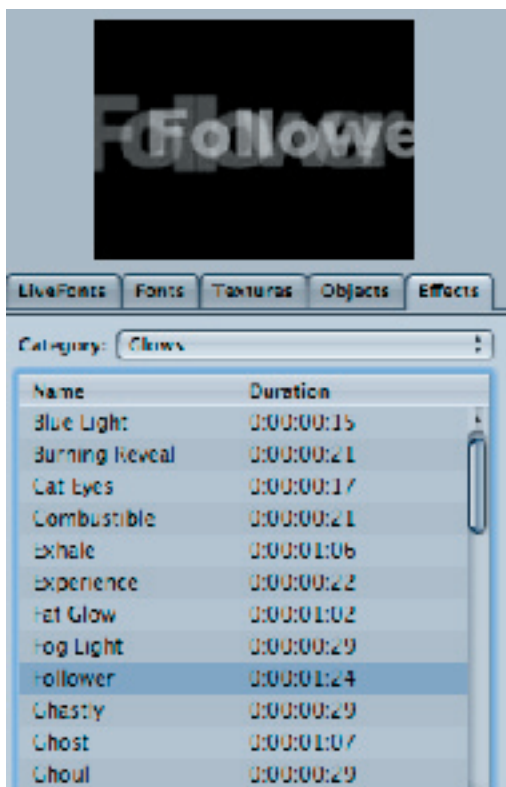 Followe
LiveFonts Fonts Textures Objects Effects
Category: Glows
Name Duration
Blue Light 0:00:00:15
Burning Reveal 0:00:00:21
Cat Eyes 0:00:00:17
Combustible 0:00:00:21
Exhale 0:00:01:06
Experience 0:00:00:22
Fat Glow 0:00:01:02
Fog Light 0:00:00:29
Follower 0:00:01:24
Ghastly 0:00:00:29
Ghost 0:00:01:07
Ghoul 0:00:00:29